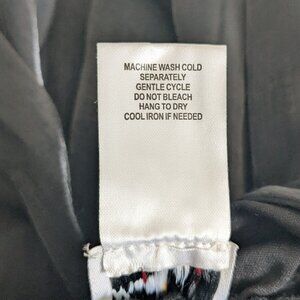 MACHINE WASH COLD
SEPARATELY
GENTLE CYCLE
DO NOT BLEACH
HANG TO DRY
COOL IRON IF NEEDED